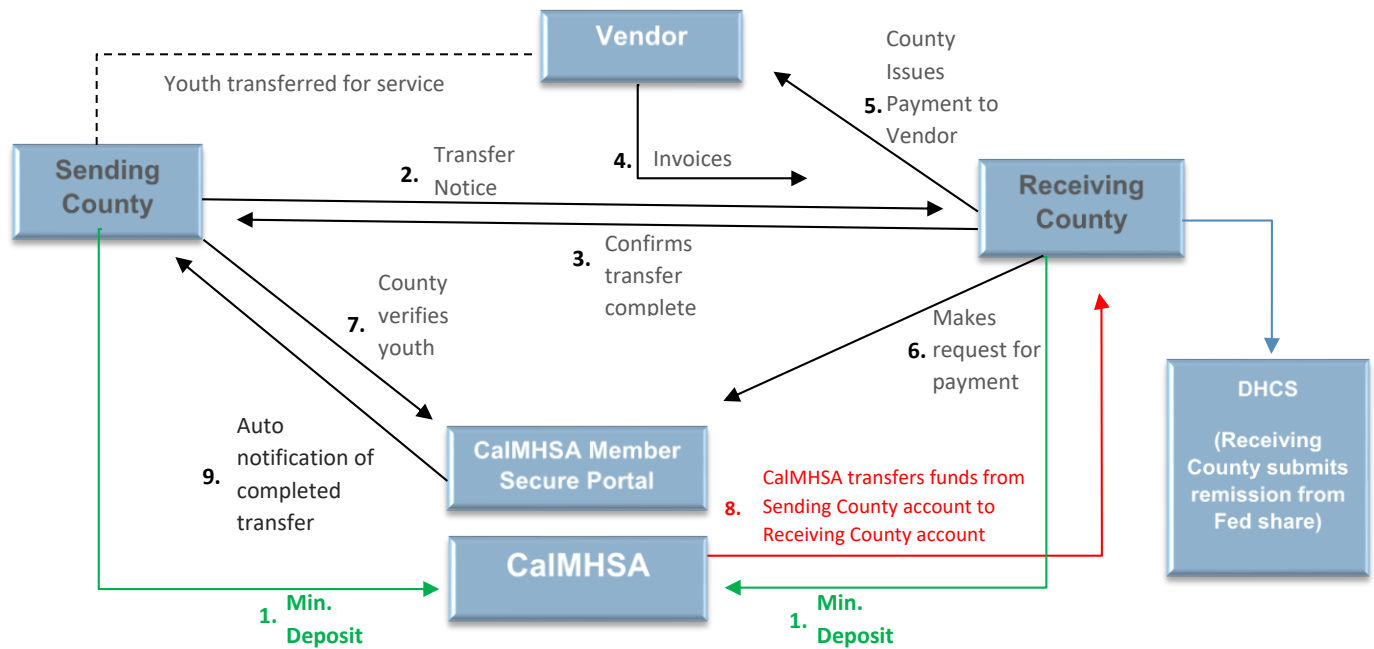 Vendor
County
Issues
5. Payment to
Vendor
Youth transferred for service
Sending
County
Transfer
2. Notice
4. Invoices
Receiving
County
3. Confirms
transfer
complete
County
7. verifies
youth
Makes
6. request for
payment
DHCS
(Receiving
County submits
remission from
Fed share)
Auto
notification of
9. completed
transfer
CalMHSA Member
Secure Portal
CalMHSA transfers funds from
8. Sending County account to
Receiving County account
CalMHSA
1. Min.
Deposit
1. Min.
Deposit